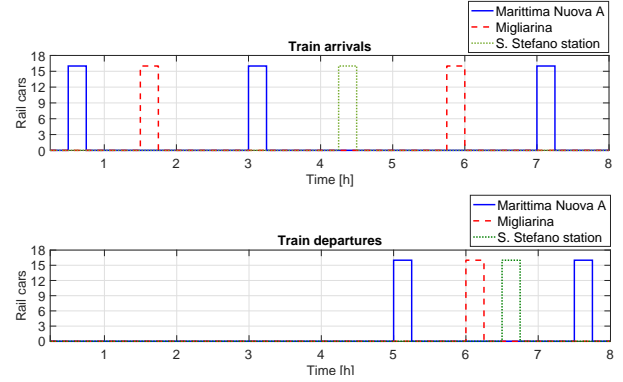 Marittima Nuova A
Migliarina
S. Stefano station
Train arrivals
Rail cars
18
15
12
9
6
3
0
1 2 3 4 5 6 7 8
Time [h]
Marittima Nuova A
Migliarina
S. Stefano station
Train departures
Rail cars
18
15
12
9
6
3
0
1 2 3 4 5 6 7 8
Time [h]